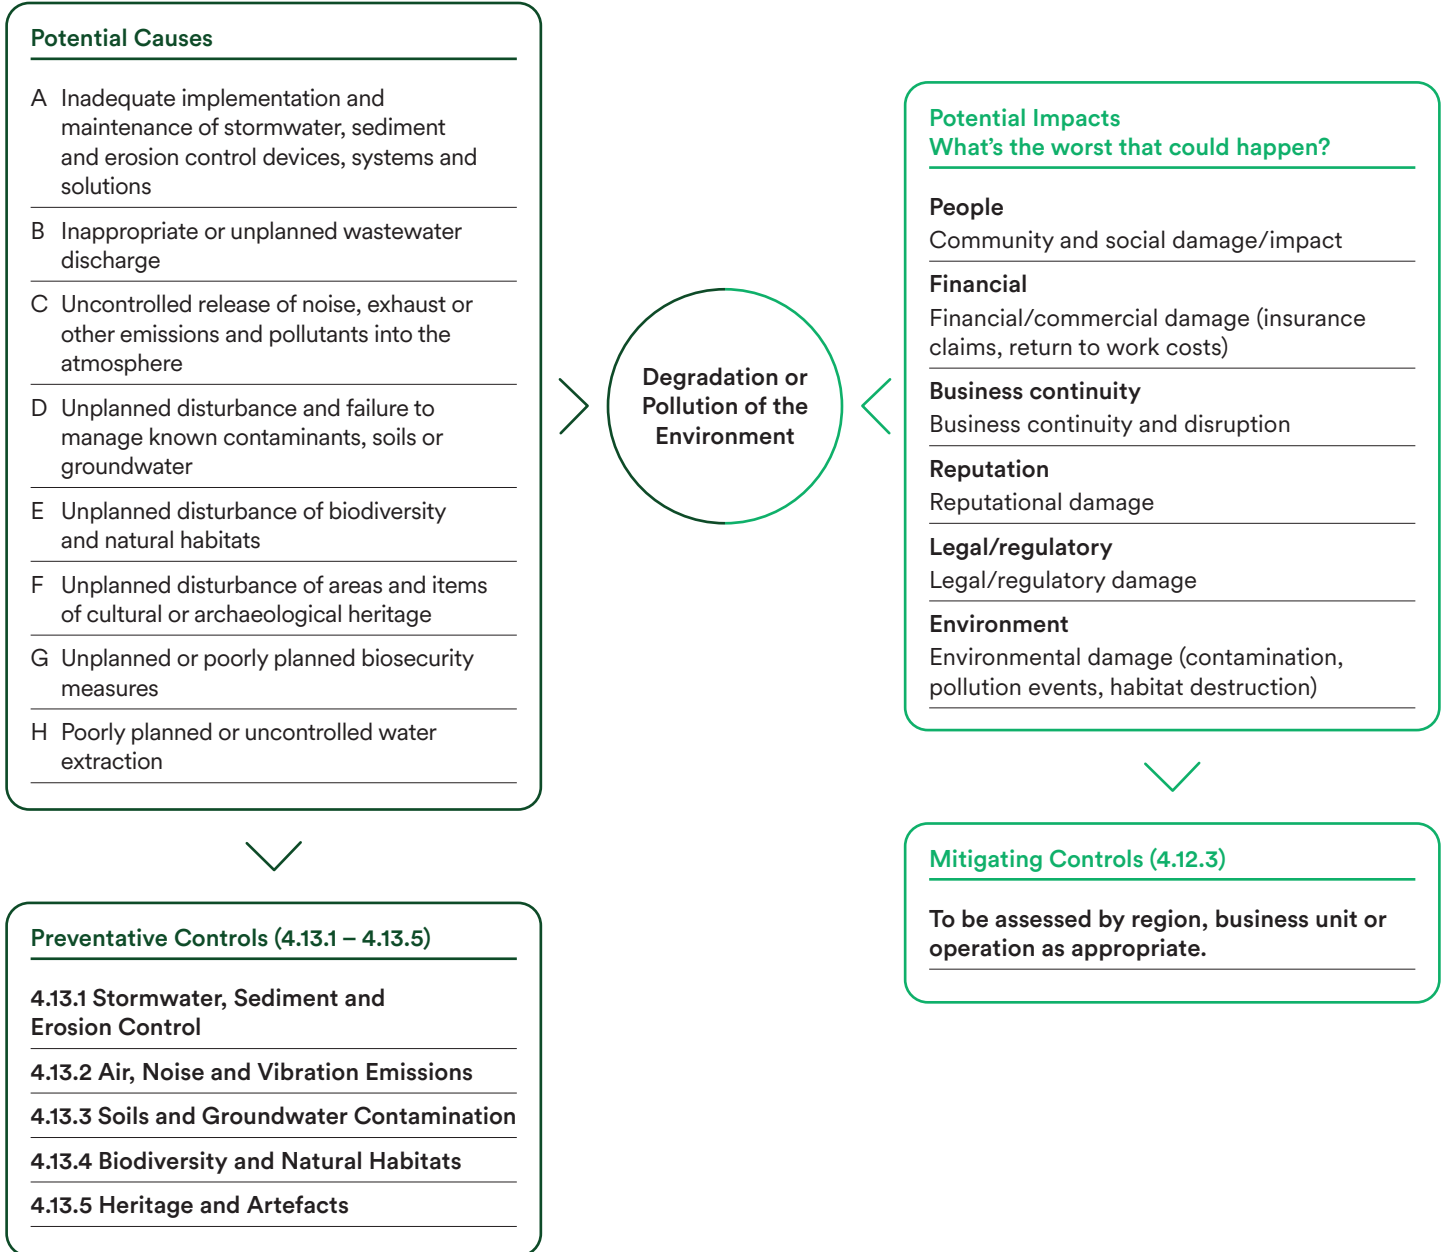 Potential Causes
A Inadequate implementation and
maintenance of stormwater, sediment
and erosion control devices, systems and
solutions
B Inappropriate or unplanned wastewater
discharge
C Uncontrolled release of noise, exhaust or
other emissions and pollutants into the
atmosphere
D Unplanned disturbance and failure to
manage known contaminants, soils or
groundwater
E Unplanned disturbance of biodiversity
and natural habitats
F Unplanned disturbance of areas and items
of cultural or archaeological heritage
G Unplanned or poorly planned biosecurity
measures
H Poorly planned or uncontrolled water
extraction
Preventative Controls (4.13.1 – 4.13.5)
4.13.1 Stormwater, Sediment and
Erosion Control
4.13.2 Air, Noise and Vibration Emissions
4.13.3 Soils and Groundwater Contamination
4.13.4 Biodiversity and Natural Habitats
4.13.5 Heritage and Artefacts
Degradation or
Pollution of the
Environment
Potential Impacts
What’s the worst that could happen?
People
Community and social damage/impact
Financial
Financial/commercial damage (insurance
claims, return to work costs)
Business continuity
Business continuity and disruption
Reputation
Reputational damage
Legal/regulatory
Legal/regulatory damage
Environment
Environmental damage (contamination,
pollution events, habitat destruction)
Mitigating Controls (4.12.3)
To be assessed by region, business unit or
operation as appropriate.